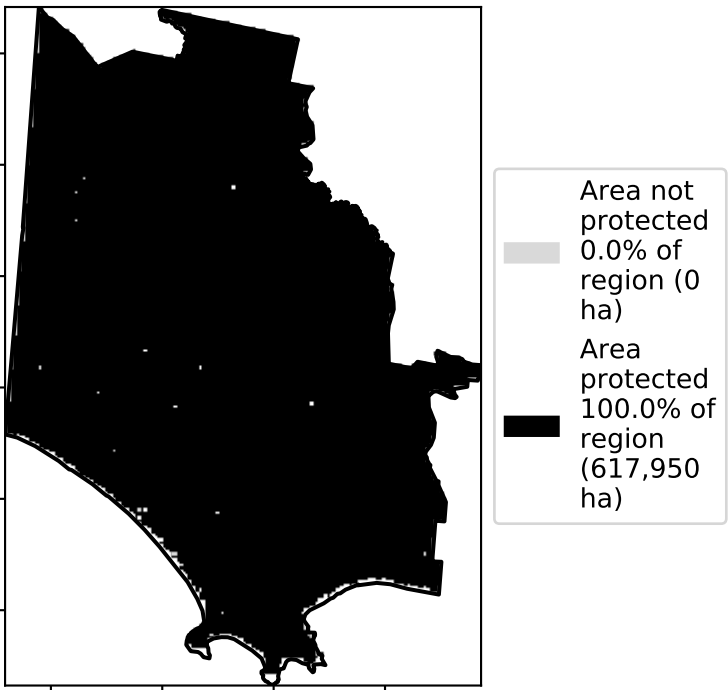 Area not
protected
0.0% of
region (0
ha)
Area
protected
100.0% of
region
(617,950
ha)